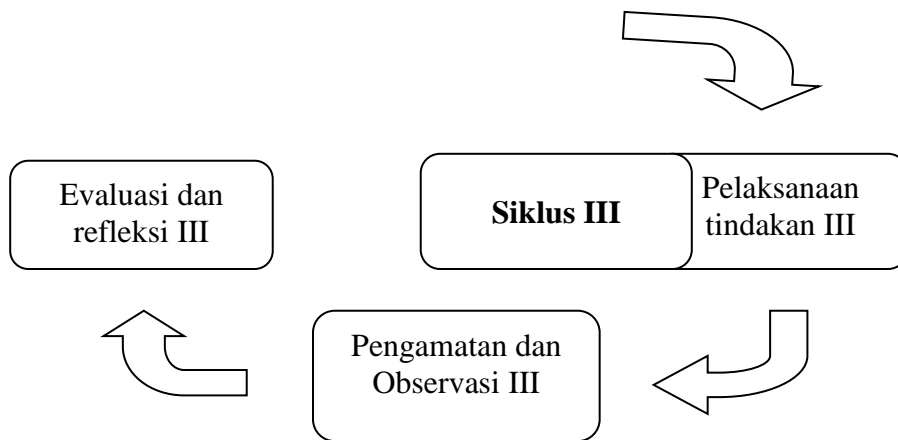 Evaluasi dan
refleksi III
Siklus III
Pelaksanaan
tindakan III
Pengamatan dan
Observasi III